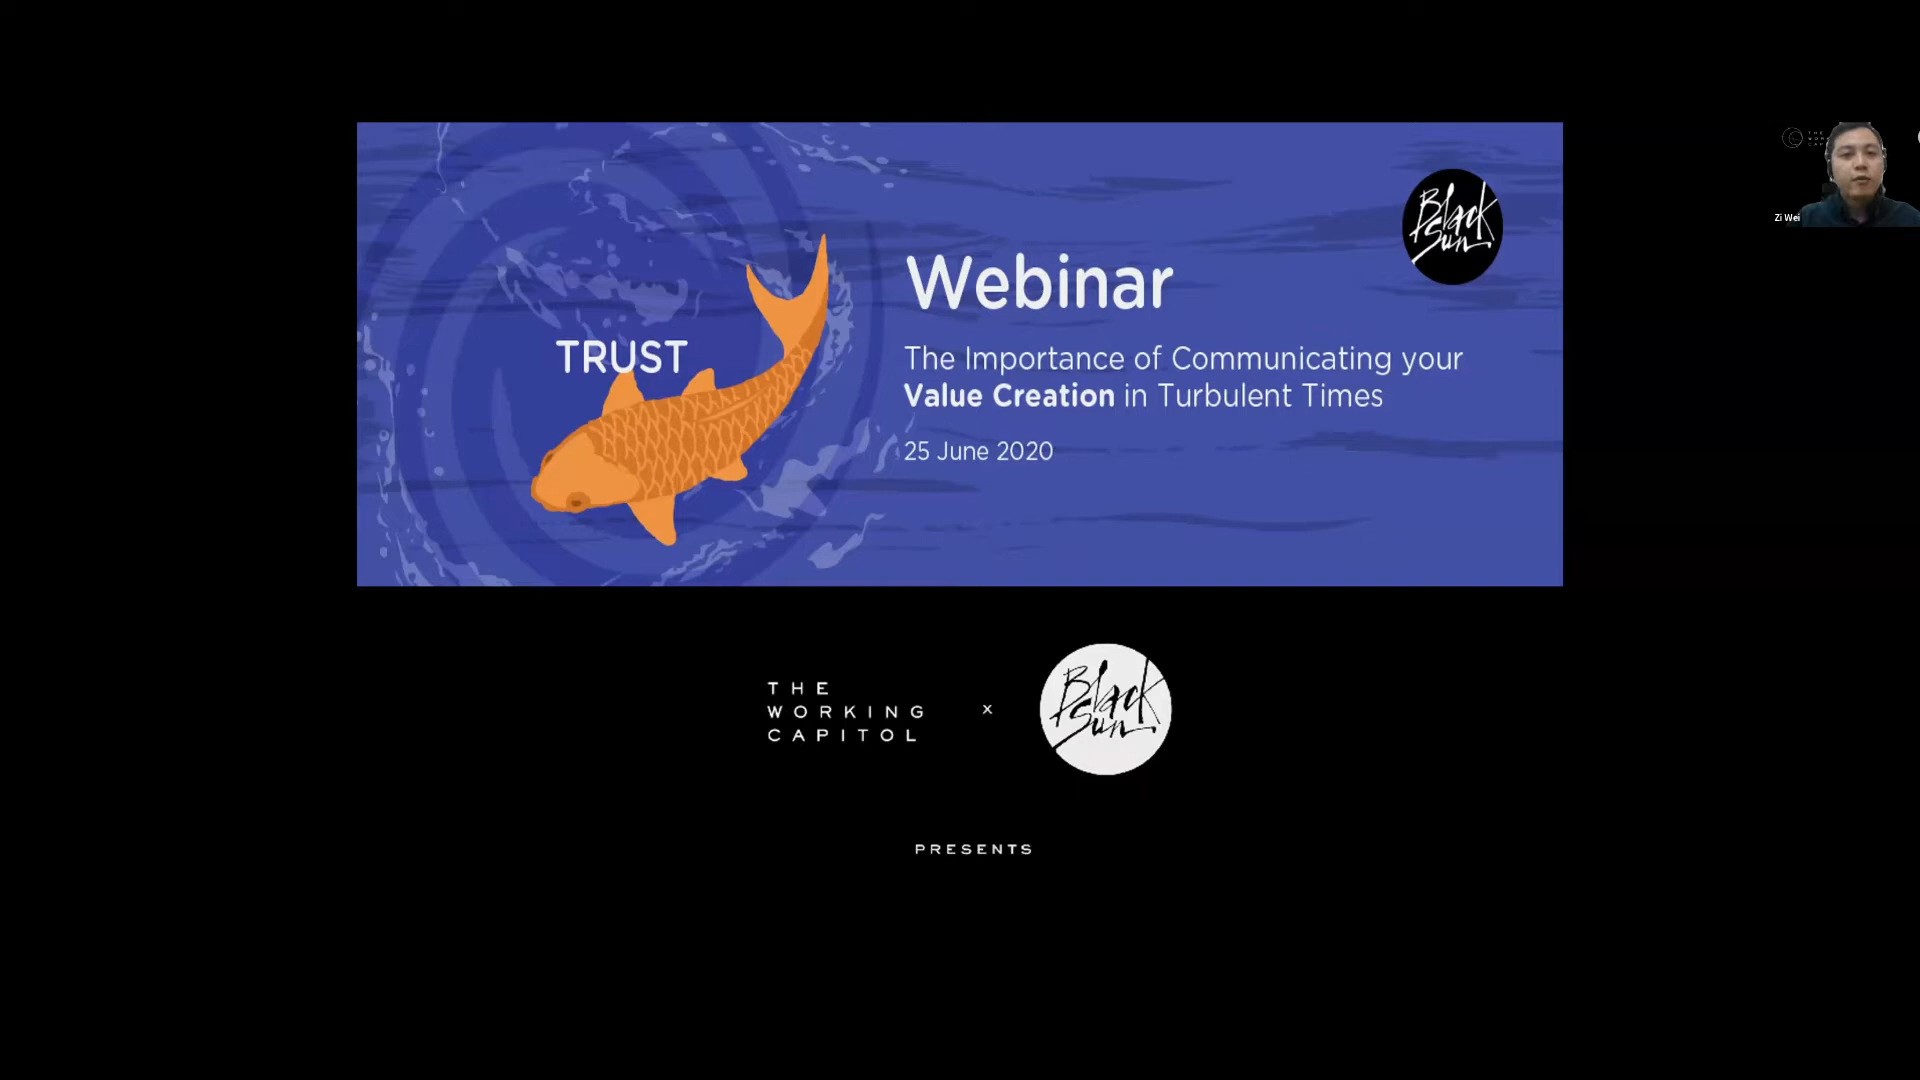 Black
Sun
Webinar
TRUST
The Importance of Communicating your
Value Creation in Turbulent Times
25 June 2020
THE
WORKING
CAPITOL
x
Black
Sun
PRESENTS
Zi Wei